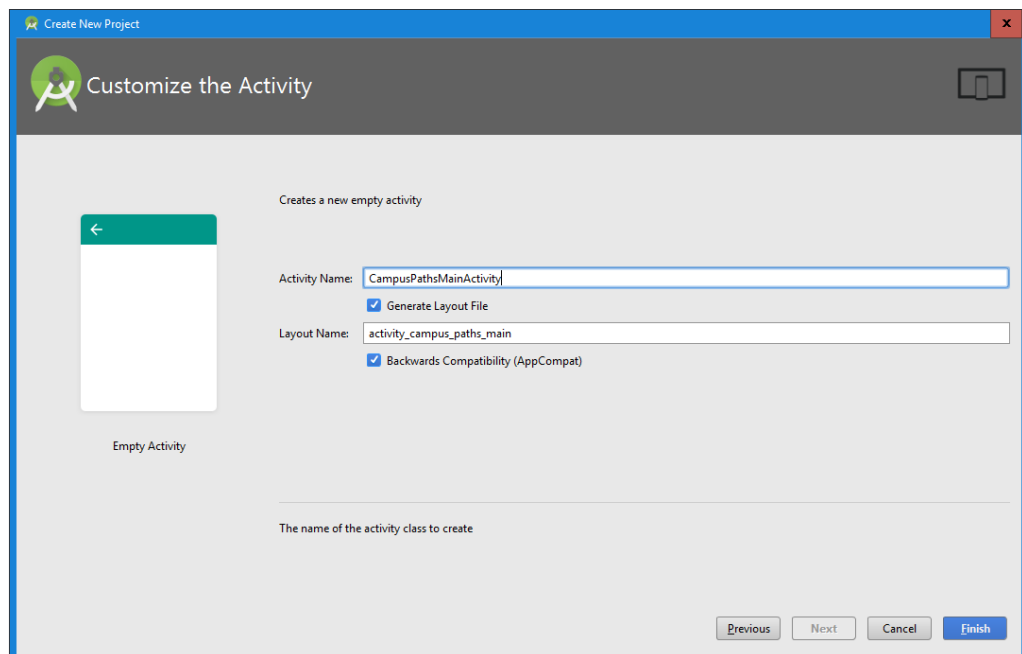 Create New Project
Customize the Activity
Creates a new empty activity
Activity Name: CampusPathsMainActivity
Generate Layout File
Layout Name: activity_campus_paths_main
Backwards Compatibility (AppCompat)
Empty Activity
The name of the activity class to create
Previous Next Cancel Finish